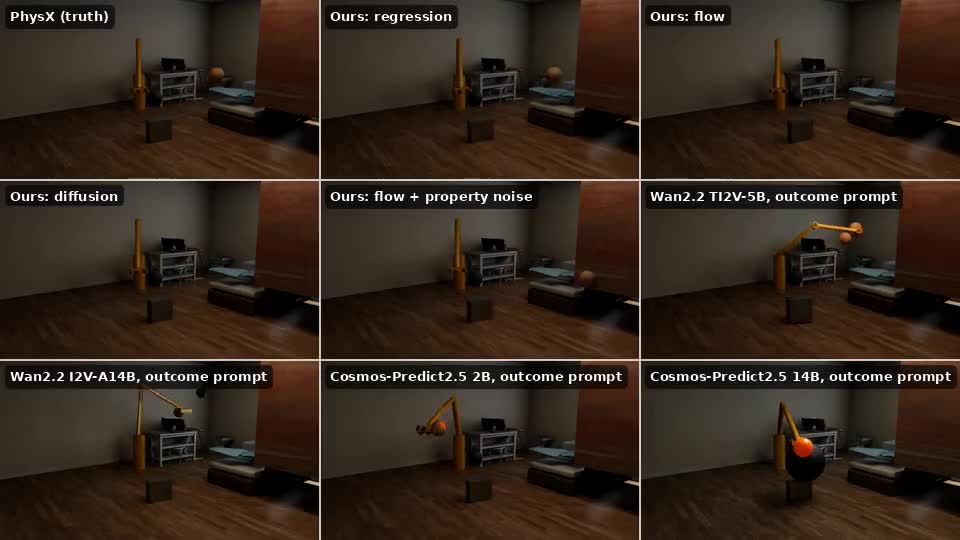 PhysX (truth)
Ours: regression
Ours: flow
Ours: diffusion
Ours: flow + property noise
Wan2.2 TI2V-5B, outcome prompt
Wan2.2 I2V-A14B, outcome prompt
Cosmos-Predict2.5 2B, outcome prompt
Cosmos-Predict2.5 14B, outcome prompt